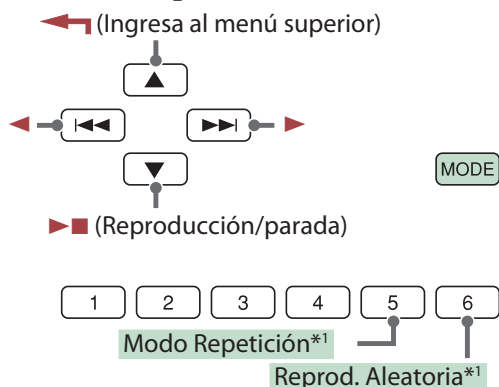 (Ingresa al menú superior)
MODE
(Reproducción/parada)
1 2 3 4 5 6
Modo Repetición*1
Reprod. Aleatoria*1